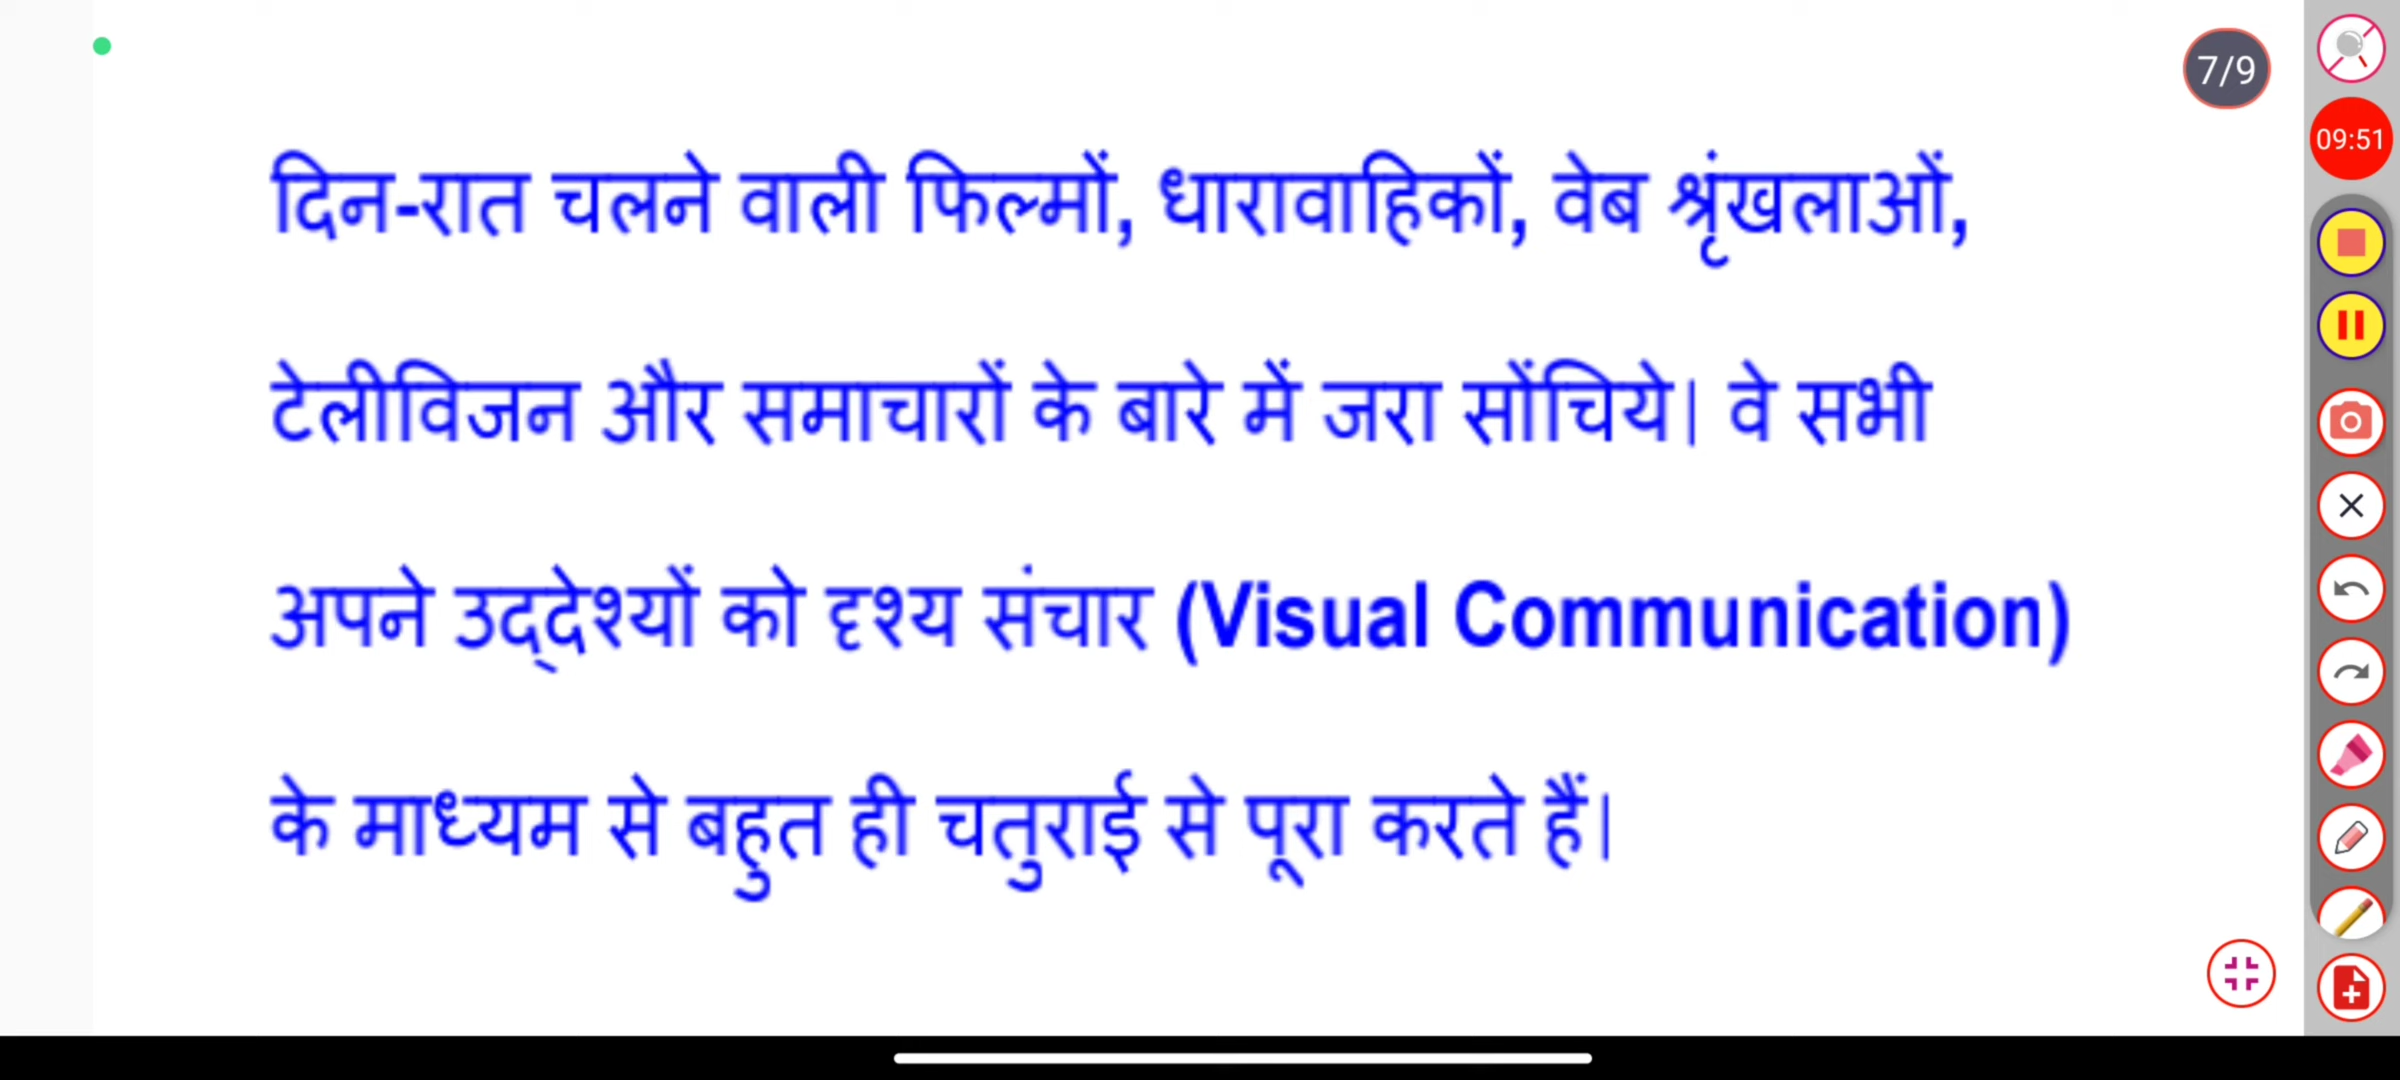 7/9
09:51
दिन-रात चलने वाली फिल्मों, धारावाहिकों, वेब श्रृंखलाओं,
टेलीविजन और समाचारों के बारे में जरा सोंचिये। वे सभी
अपने उद्‌देश्यों को दृश्य संचार (Visual Communication)
के माध्यम से बहुत ही चतुराई से पूरा करते हैं।